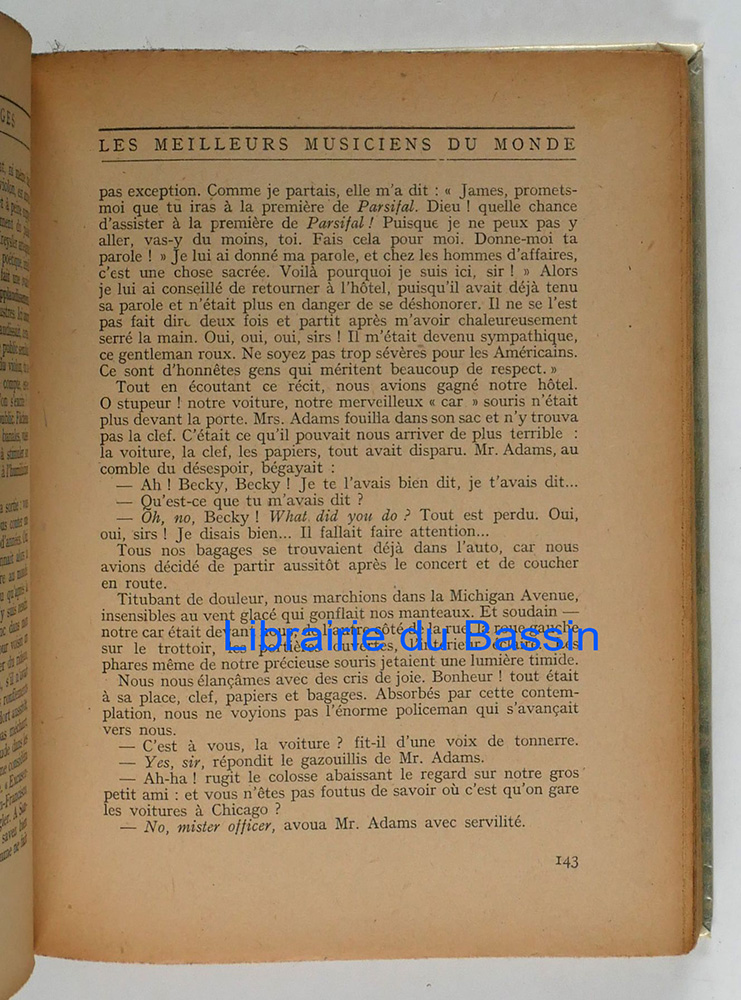 LES MEILLEURS MUSICIENS DU MONDE
pas exception. Comme je partais, elle m'a dit : « James, promets-
moi que tu iras à la première de Parsifal. Dieu ! quelle chance
d'assister à la première de Parsifal ! Puisque je ne peux pas y
aller, vas-y du moins, toi. Fais cela pour moi. Donne-moi ta
parole ! » Je lui ai donné ma parole, et chez les hommes d'affaires,
c'est une chose sacrée. Voilà pourquoi je suis ici, sir ! » Alors
je lui ai conseillé de retourner à l'hôtel, puisqu'il avait déjà tenu
sa parole et n'était plus en danger de se déshonorer. Il ne se l'est
pas fait dire deux fois et partit après m'avoir chaleureusement
serré la main. Oui, oui, oui, sirs ! Il m'était devenu sympathique,
ce gentleman roux. Ne soyez pas trop sévères pour les Américains.
Ce sont d'honnêtes gens qui méritent beaucoup de respect. »
Tout en écoutant ce récit, nous avions gagné notre hôtel.
O stupeur ! notre voiture, notre merveilleux « car » souris n'était
plus devant la porte. Mrs. Adams fouilla dans son sac et n'y trouva
pas la clef. C'était ce qu'il pouvait nous arriver de plus terrible :
la voiture, la clef, les papiers, tout avait disparu. Mr. Adams, au
comble du désespoir, bégayait :
— Ah ! Becky, Becky ! Je te l'avais bien dit, je t'avais dit...
— Qu'est-ce que tu m'avais dit ?
— Oh, no, Becky ! What did you do ? Tout est perdu. Oui,
oui, sirs ! Je disais bien... Il fallait faire attention...
Tous nos bagages se trouvaient déjà dans l'auto, car nous
avions décidé de partir aussitôt après le concert et de coucher
en route.
Titubant de douleur, nous marchions dans la Michigan Avenue,
insensibles au vent glacé qui gonflait nos manteaux. Et soudain —
notre car était devant côté de la rue, roue gauche
sur le trottoir, les ouvertes,
phares même de notre précieuse souris jetaient une lumière timide.
Nous nous élançâmes avec des cris de joie. Bonheur ! tout était
à sa place, clef, papiers et bagages. Absorbés par cette contem-
plation, nous ne voyions pas l'énorme policeman qui s'avançait
vers nous.
— C'est à vous, la voiture ? fit-il d'une voix de tonnerre.
— Yes, sir, répondit le gazouillis de Mr. Adams.
— Ah-ha ! rugit le colosse abaissant le regard sur notre gros
petit ami : et vous n'êtes pas foutus de savoir où c'est qu'on gare
les voitures à Chicago ?
— No, mister officer, avoua Mr. Adams avec servilité.
143
Librairie du Bassin